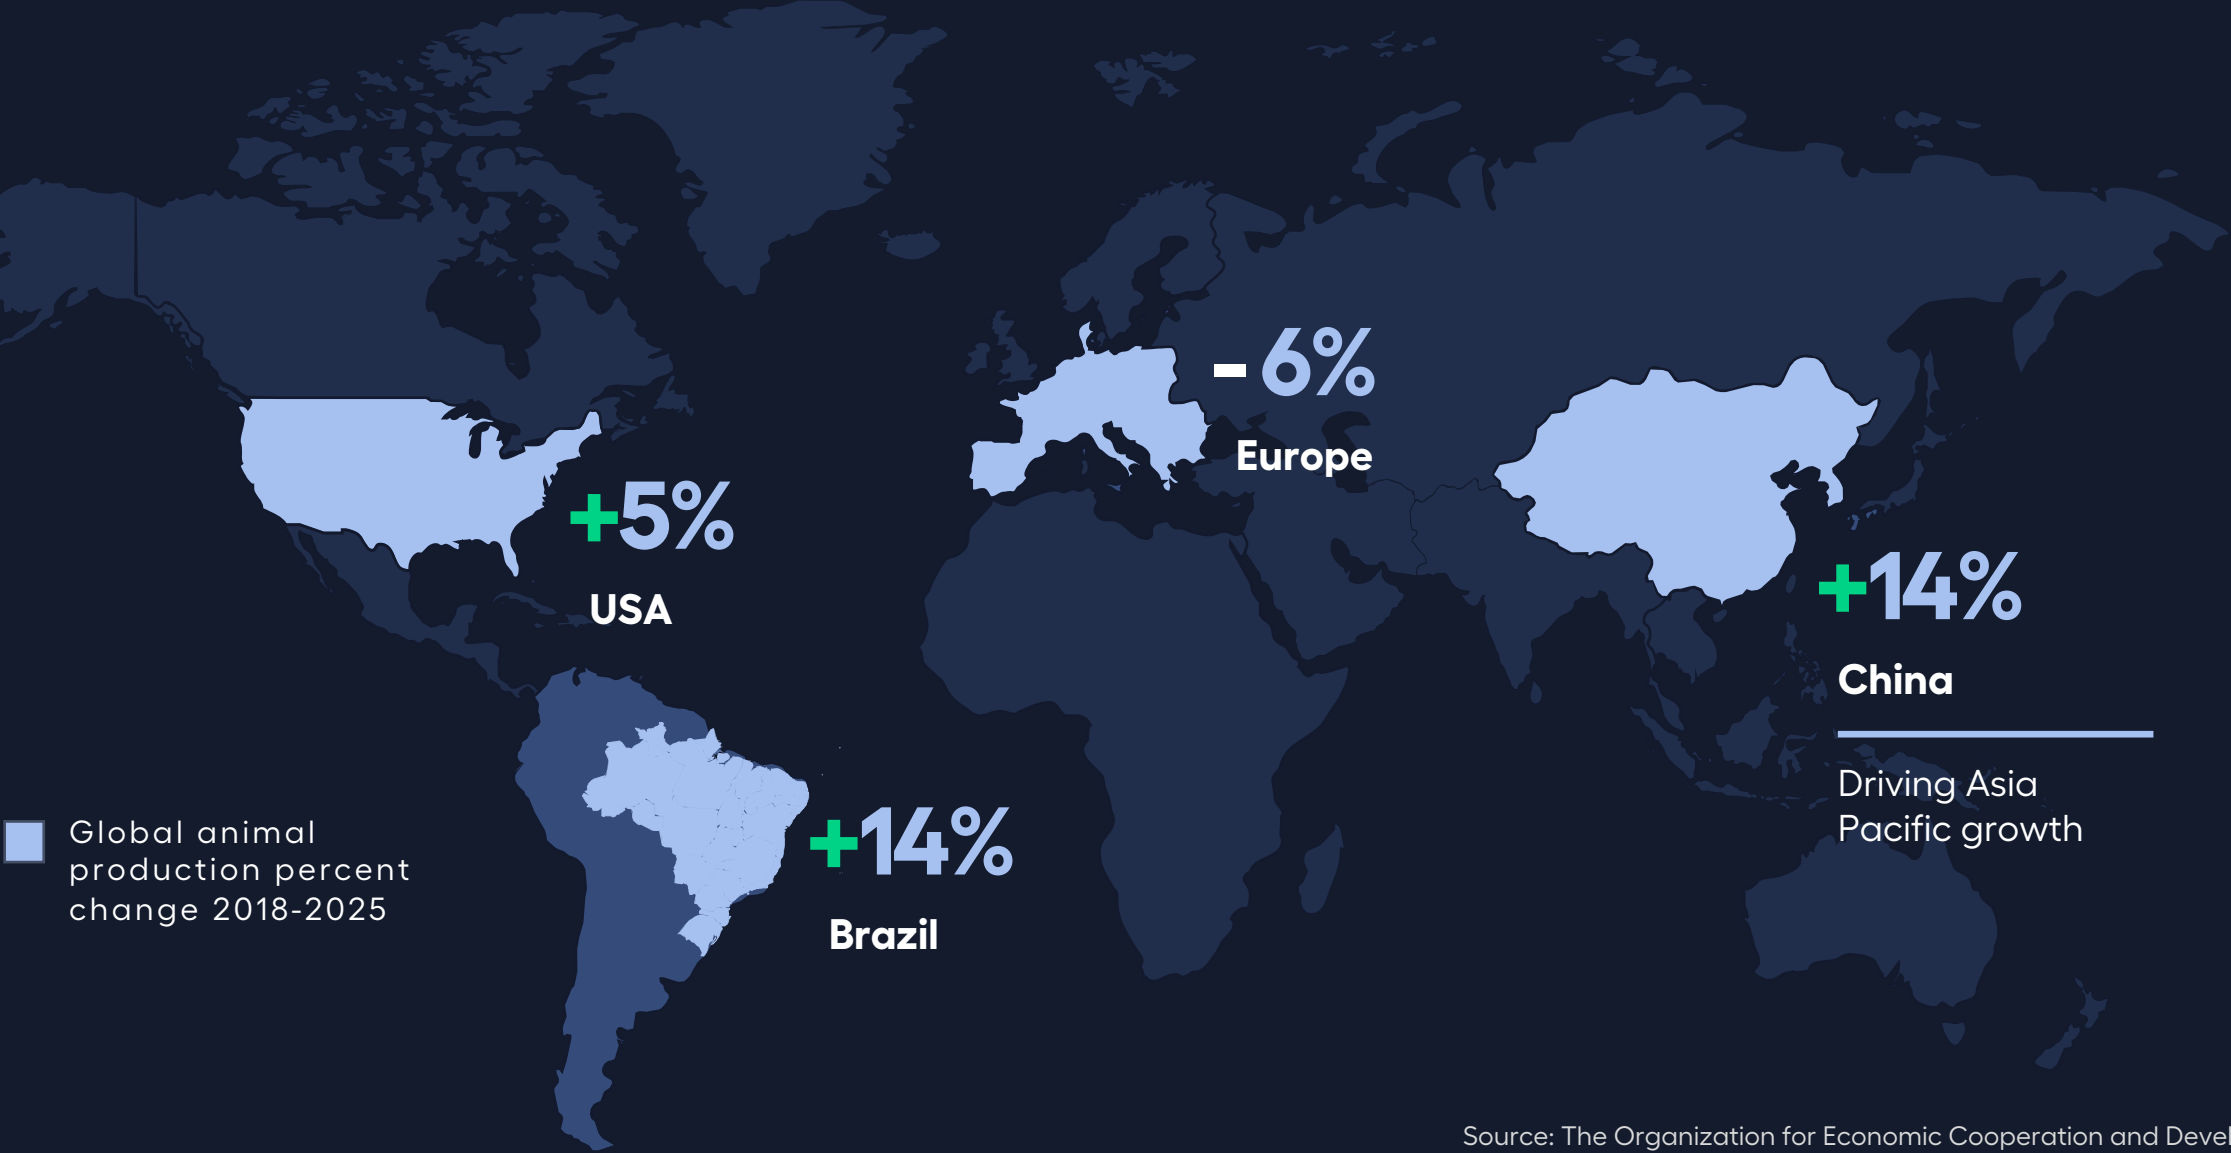 - 6%
Europe
+5%
USA
+14%
China
Driving Asia
Pacific growth
+14%
Brazil
Global animal
production percent
change 2018-2025
Source: The Organization for Economic Cooperation and Devel